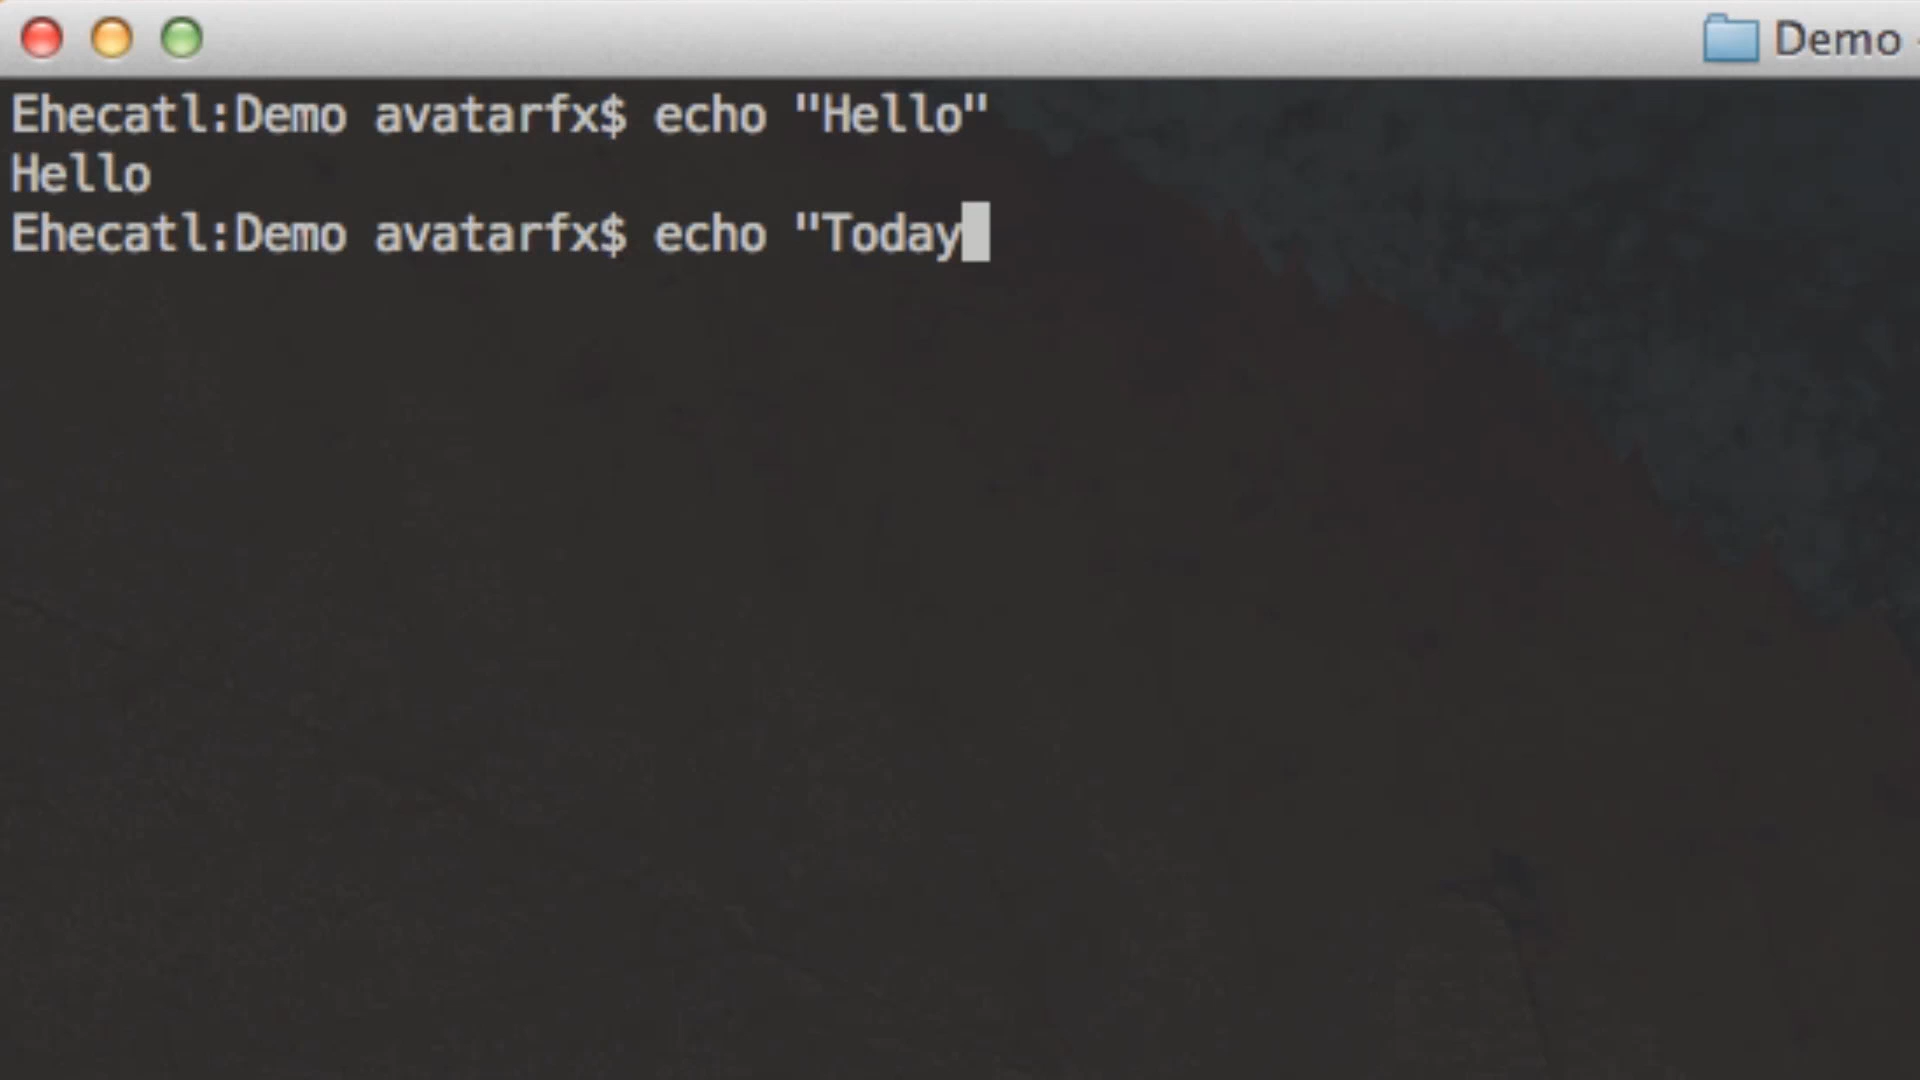 Demo -
Ehecatl:Demo avatarfx$ echo "Hello"
Hello
Ehecatl:Demo avatarfx$ echo "Today